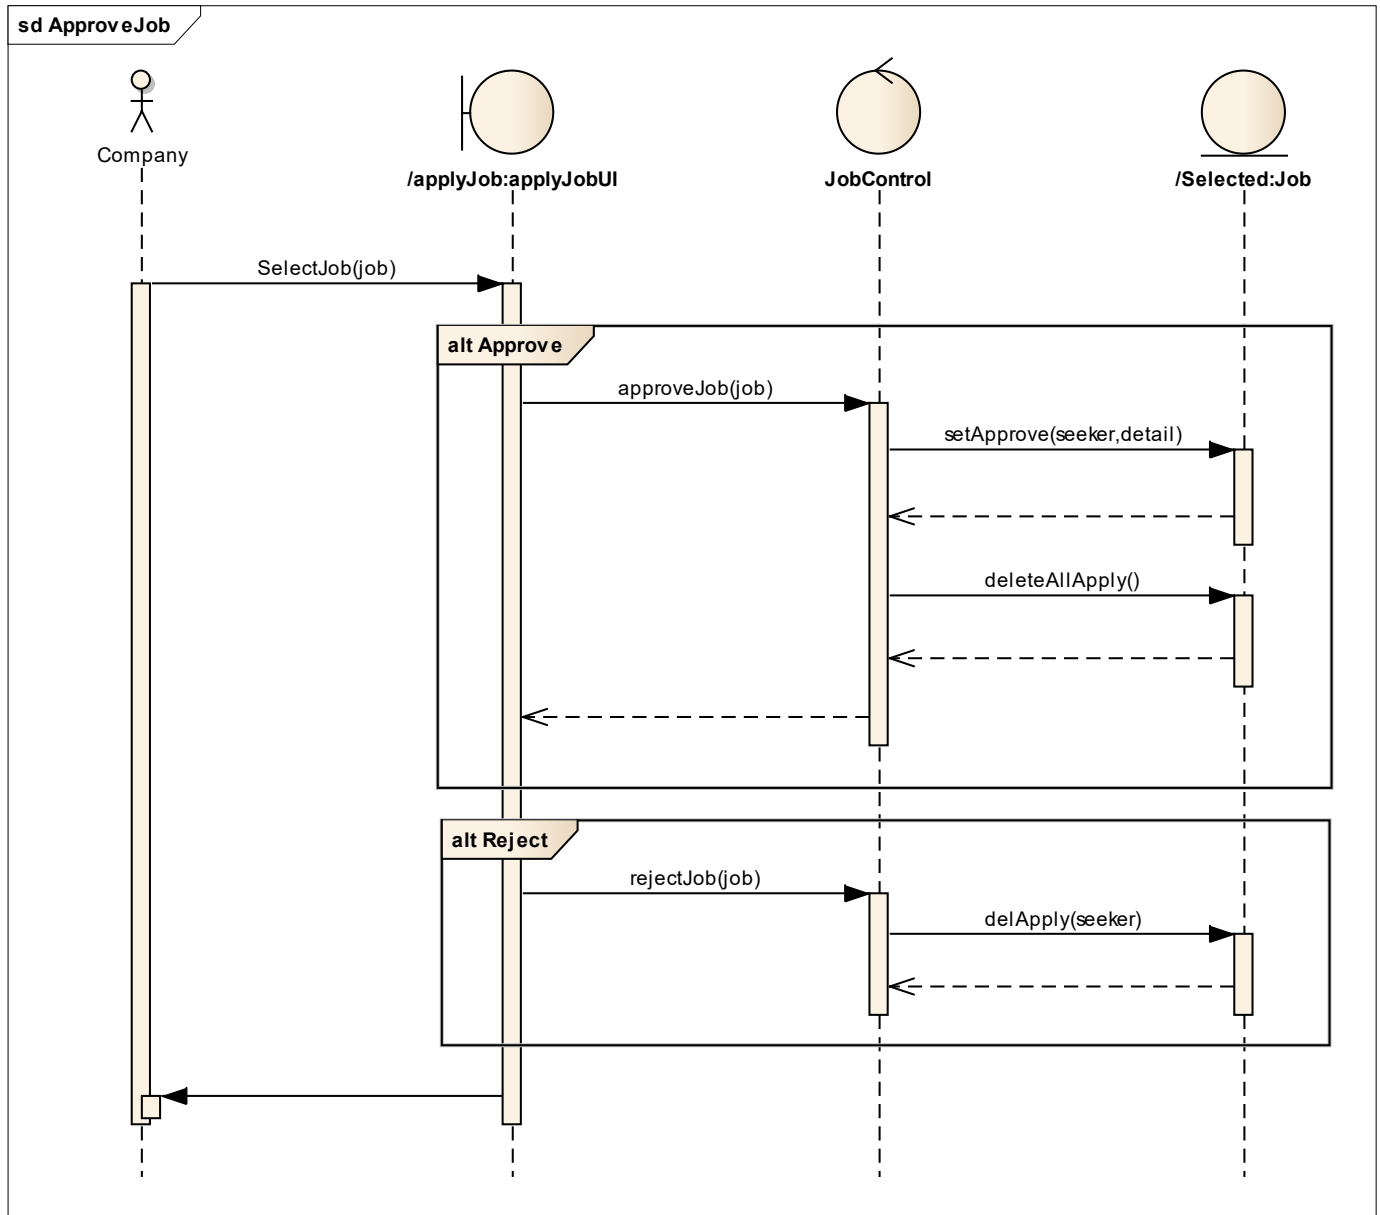 sd ApproveJob
Company
/applyJob:applyJobUI
JobControl
/Selected:Job
SelectJob(job)
alt Approve
approveJob(job)
setApprove(seeker,detail)
deleteAllApply()
alt Reject
rejectJob(job)
delApply(seeker)